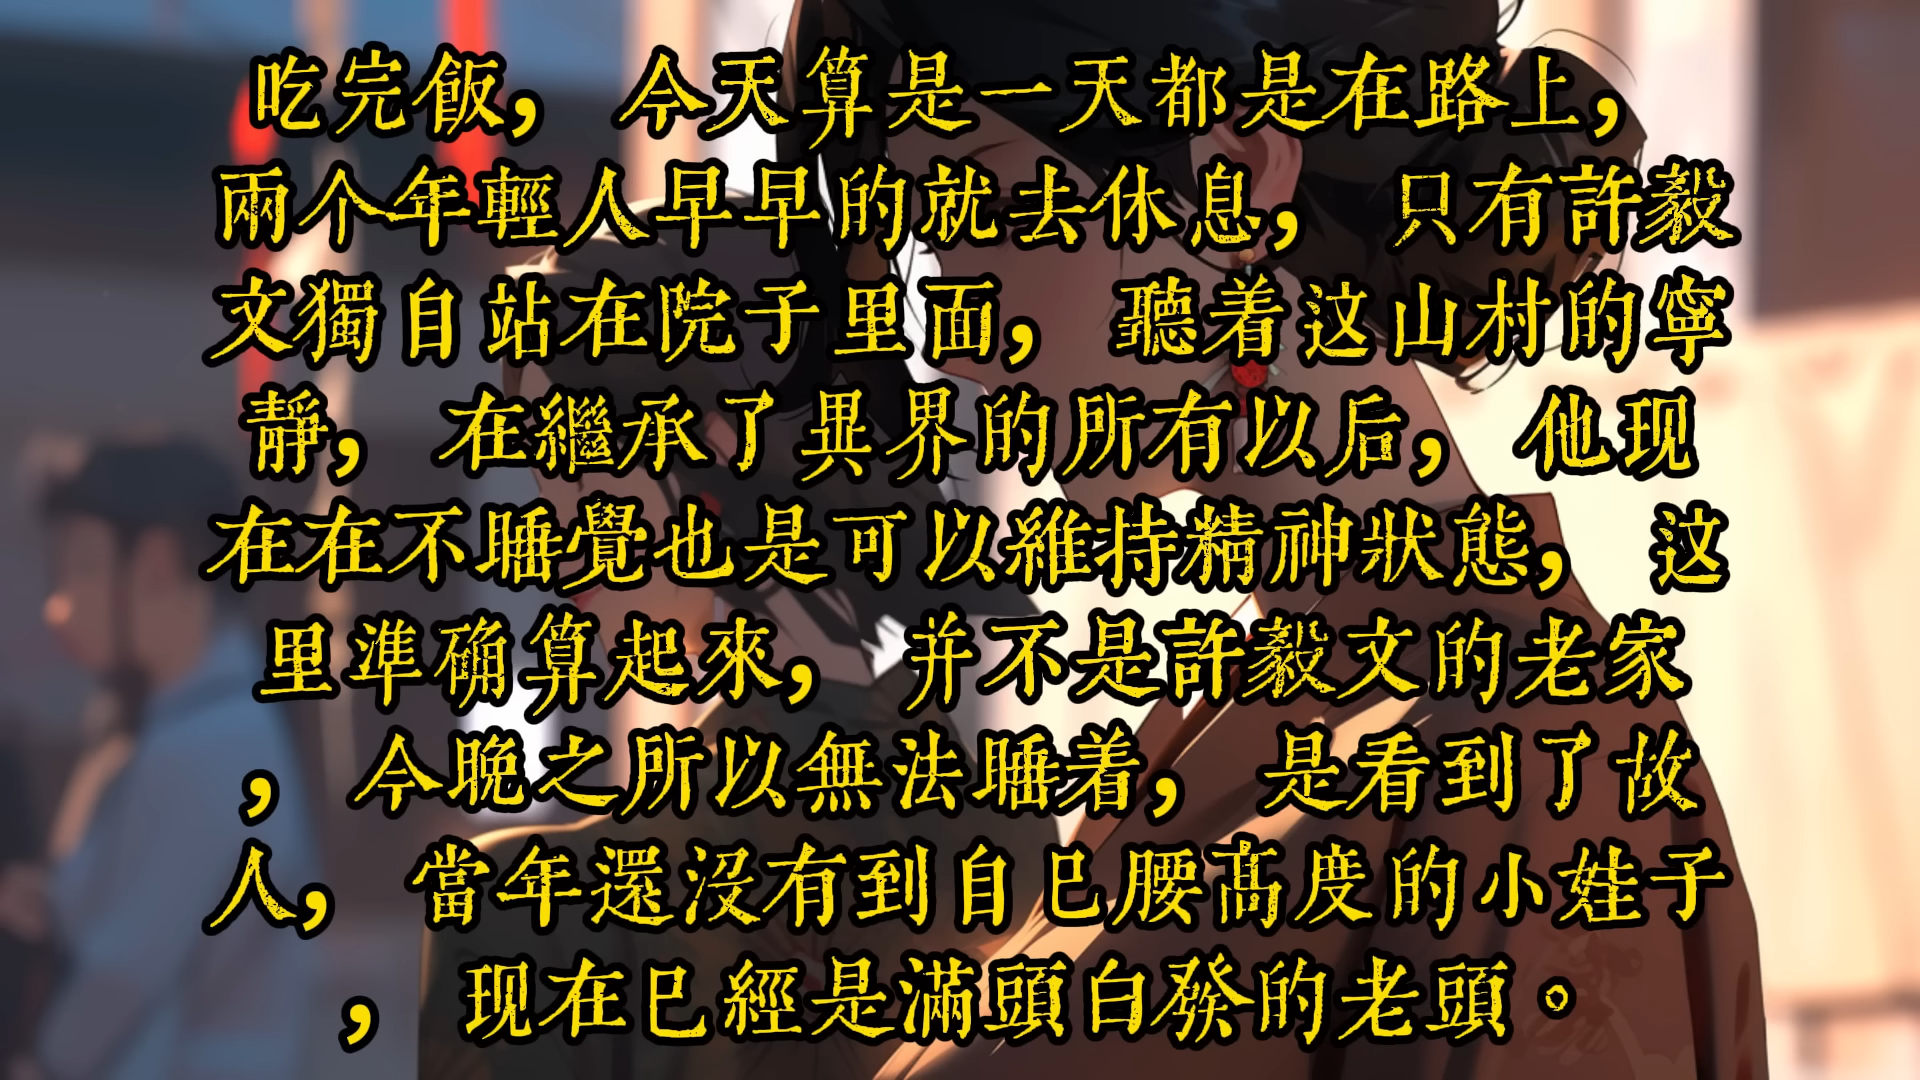 吃完飯，今天算是一天都是在路上，
兩个年輕人早早的就去休息，只有許毅
文獨自站在院子里面，聽着这山村的寧
靜，在繼承了異界的所有以后，他现
在在不睡覺也是可以維持精神狀態，这
里準确算起來，并不是許毅文的老家
，今晚之所以無法睡着，是看到了故
人，當年還没有到自已腰高度的小娃子
，现在已經是滿頭白發的老頭。